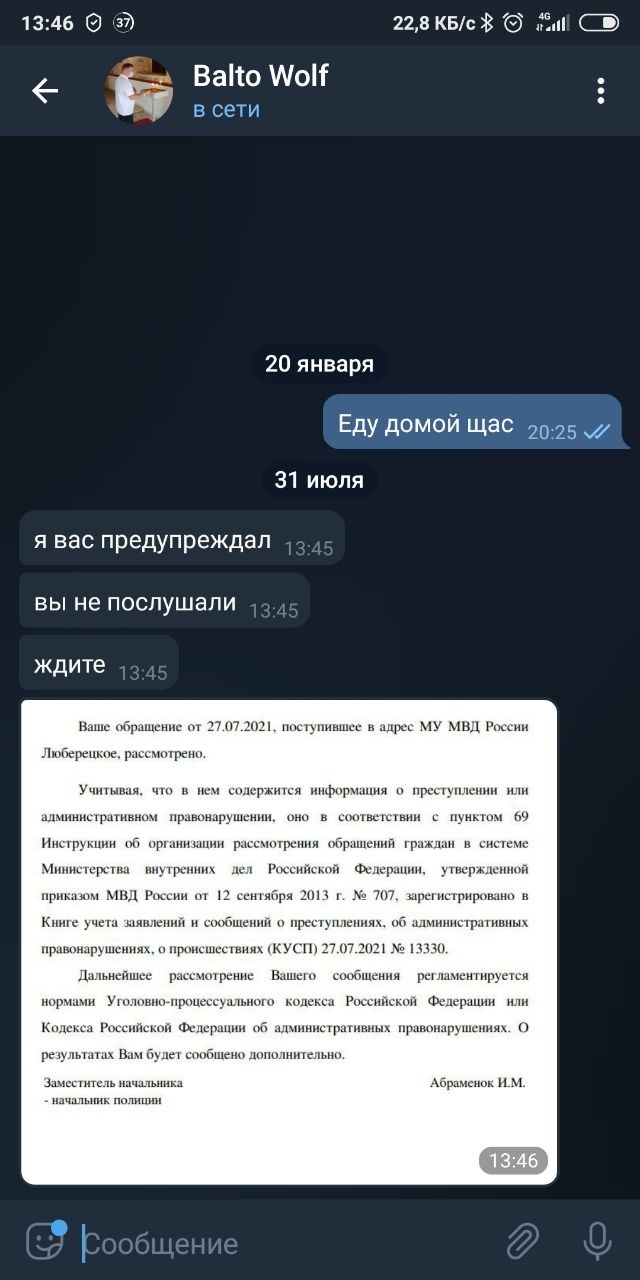 13:46 37 22,8 КБ/с 4G
Balto Wolf
в сети
20 января
Еду домой щас 20:25
31 июля
я вас предупреждал 13:45
вы не послушали 13:45
ждите 13:45
Ваше обращение от 27.07.2021, поступившее в адрес МУ МВД России
Люберецкое, рассмотрено.
Учитывая, что в нем содержится информация о преступлении или
административном правонарушении, оно в соответствии с пунктом 69
Инструкции об организации рассмотрения обращений граждан в системе
Министерства внутренних дел Российской Федерации, утвержденной
приказом МВД России от 12 сентября 2013 г. № 707, зарегистрировано в
Книге учета заявлений и сообщений о преступлениях, об административных
правонарушениях, о происшествиях (КУСП) 27.07.2021 № 13330.
Дальнейшее рассмотрение Вашего сообщения регламентируется
нормами Уголовно-процессуального кодекса Российской Федерации или
Кодекса Российской Федерации об административных правонарушениях. О
результатах Вам будет сообщено дополнительно.
Заместитель начальника Абраменок И.М.
- начальник полиции
13:46
Сообщение